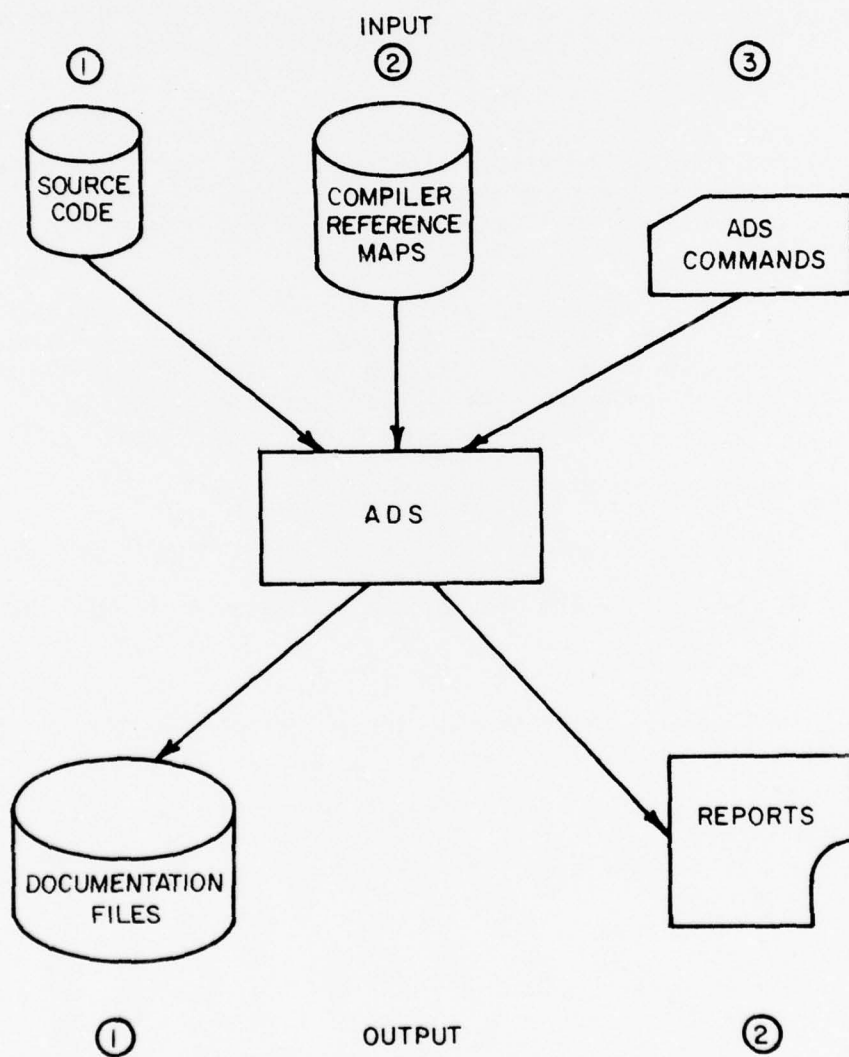 INPUT
① ② ③
SOURCE
CODE
COMPILER
REFERENCE
MAPS
ADS
COMMANDS
ADS
DOCUMENTATION
FILES
REPORTS
① OUTPUT ②